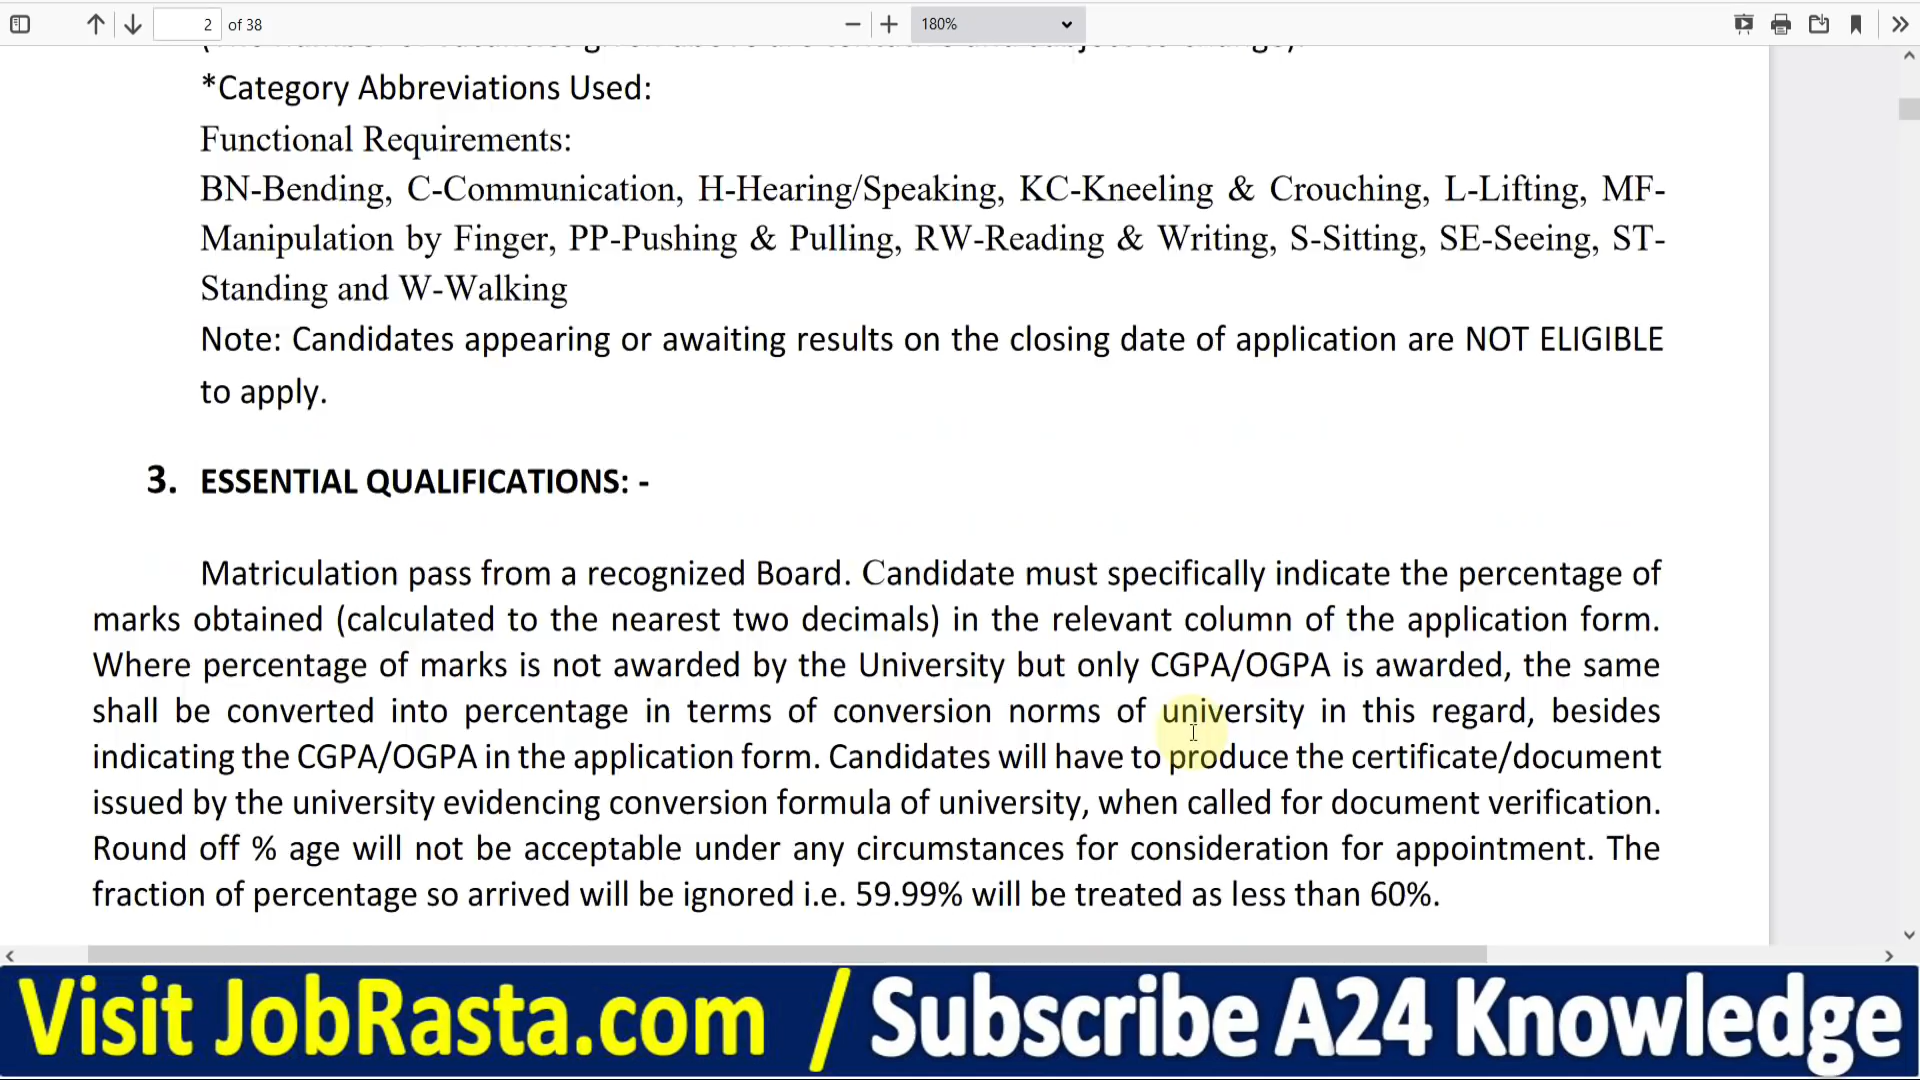 2 of 38 180%
*Category Abbreviations Used:
Functional Requirements:
BN-Bending, C-Communication, H-Hearing/Speaking, KC-Kneeling & Crouching, L-Lifting, MF-
Manipulation by Finger, PP-Pushing & Pulling, RW-Reading & Writing, S-Sitting, SE-Seeing, ST-
Standing and W-Walking
Note: Candidates appearing or awaiting results on the closing date of application are NOT ELIGIBLE
to apply.
3. ESSENTIAL QUALIFICATIONS: -
Matriculation pass from a recognized Board. Candidate must specifically indicate the percentage of
marks obtained (calculated to the nearest two decimals) in the relevant column of the application form.
Where percentage of marks is not awarded by the University but only CGPA/OGPA is awarded, the same
shall be converted into percentage in terms of conversion norms of university in this regard, besides
indicating the CGPA/OGPA in the application form. Candidates will have to produce the certificate/document
issued by the university evidencing conversion formula of university, when called for document verification.
Round off % age will not be acceptable under any circumstances for consideration for appointment. The
fraction of percentage so arrived will be ignored i.e. 59.99% will be treated as less than 60%.
Visit JobRasta.com / Subscribe A24 Knowledge